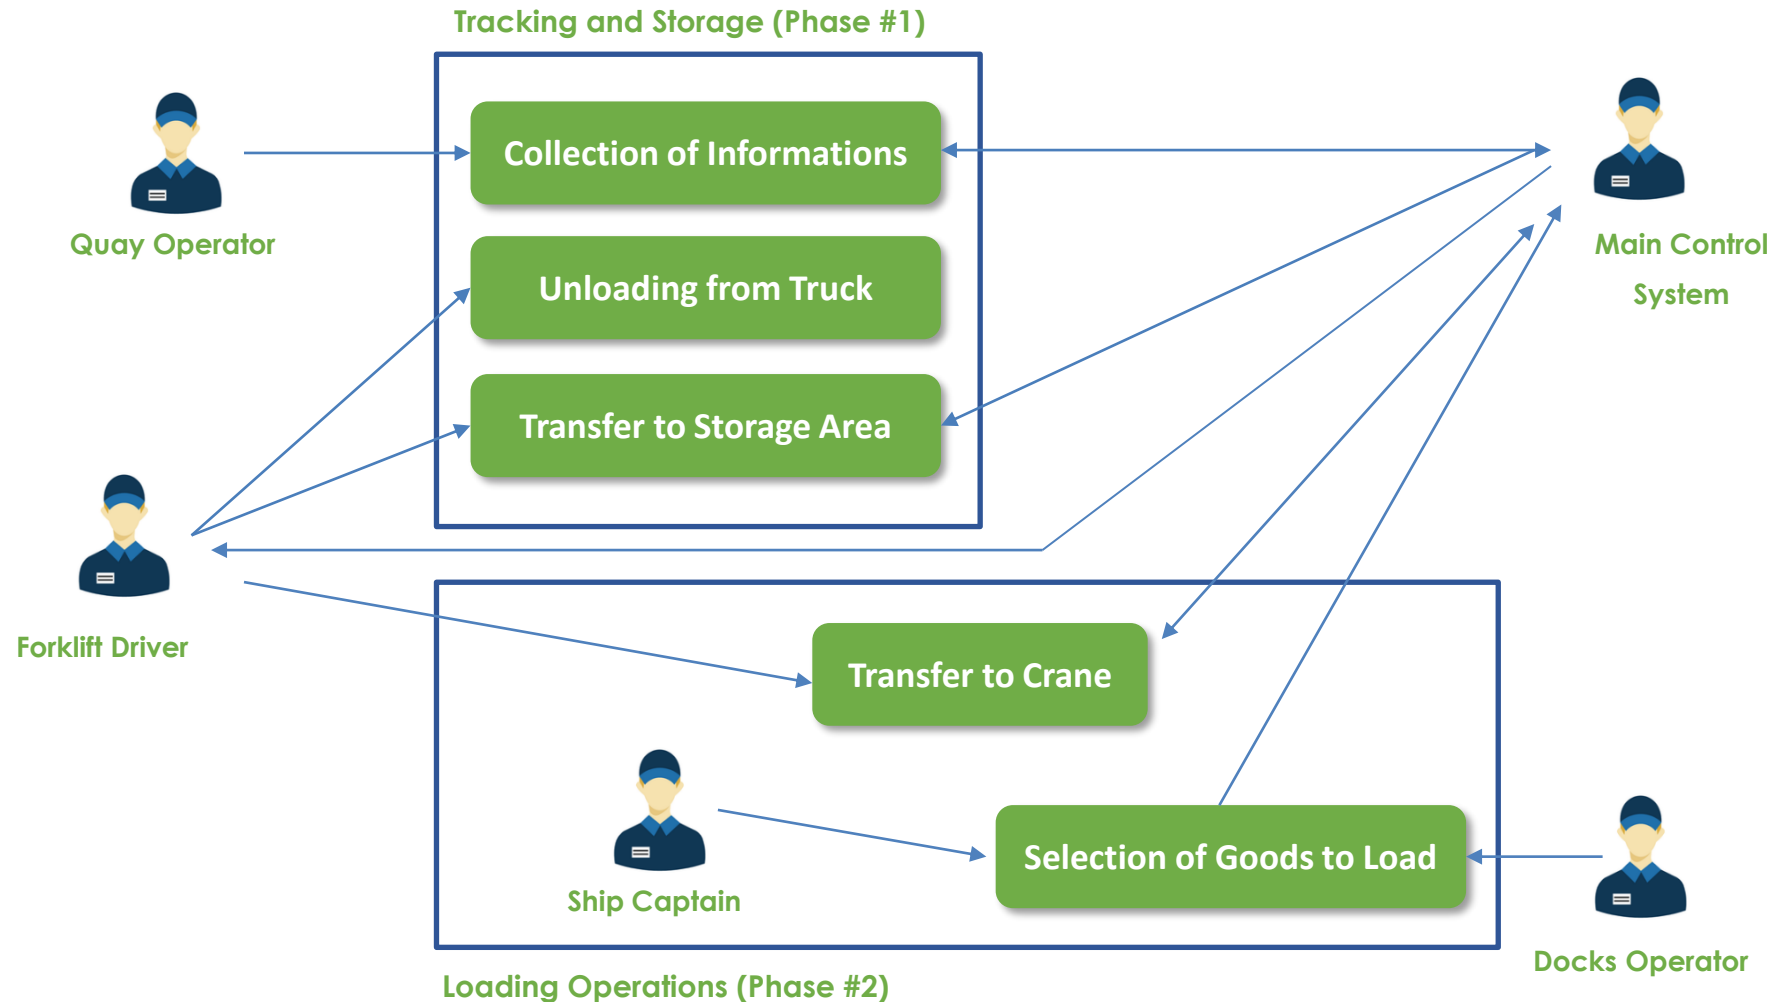 Tracking and Storage (Phase #1)
Collection of Informations
Quay Operator
Main Control
System
Unloading from Truck
Transfer to Storage Area
Forklift Driver
Transfer to Crane
Selection of Goods to Load
Ship Captain
Docks Operator
Loading Operations (Phase #2)